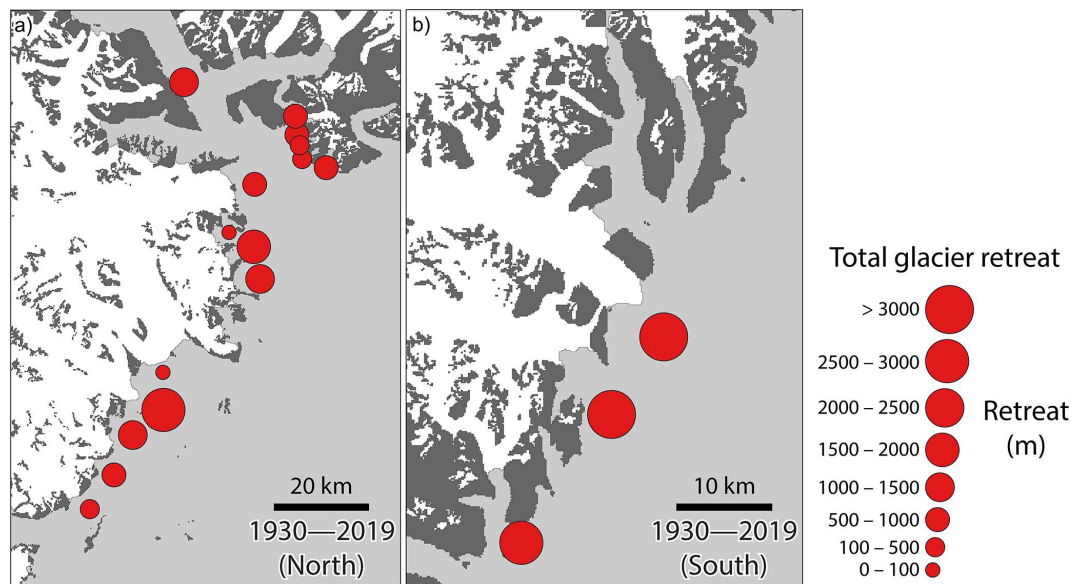 a)
20 km
1930—2019
(North)
b)
10 km
1930—2019
(South)
Total glacier retreat
> 3000
2500 – 3000
2000 – 2500
1500 – 2000
1000 – 1500
500 – 1000
100 – 500
0 – 100
Retreat
(m)